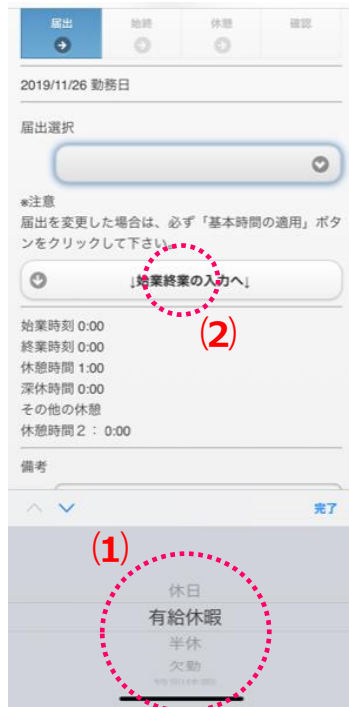 届出
始終
休憩
確認
2019/11/26 勤務日
届出選択
*注意
届出を変更した場合は、必ず「基本時間の適用」ボタ
ンをクリックして下さい。
↓始業終業の入力へ↓
(2)
始業時刻 0:00
終業時刻 0:00
休憩時間 1:00
深休時間 0:00
その他の休憩
休憩時間2: 0:00
備考
完了
(1)
休日
有給休暇
半休
欠勤